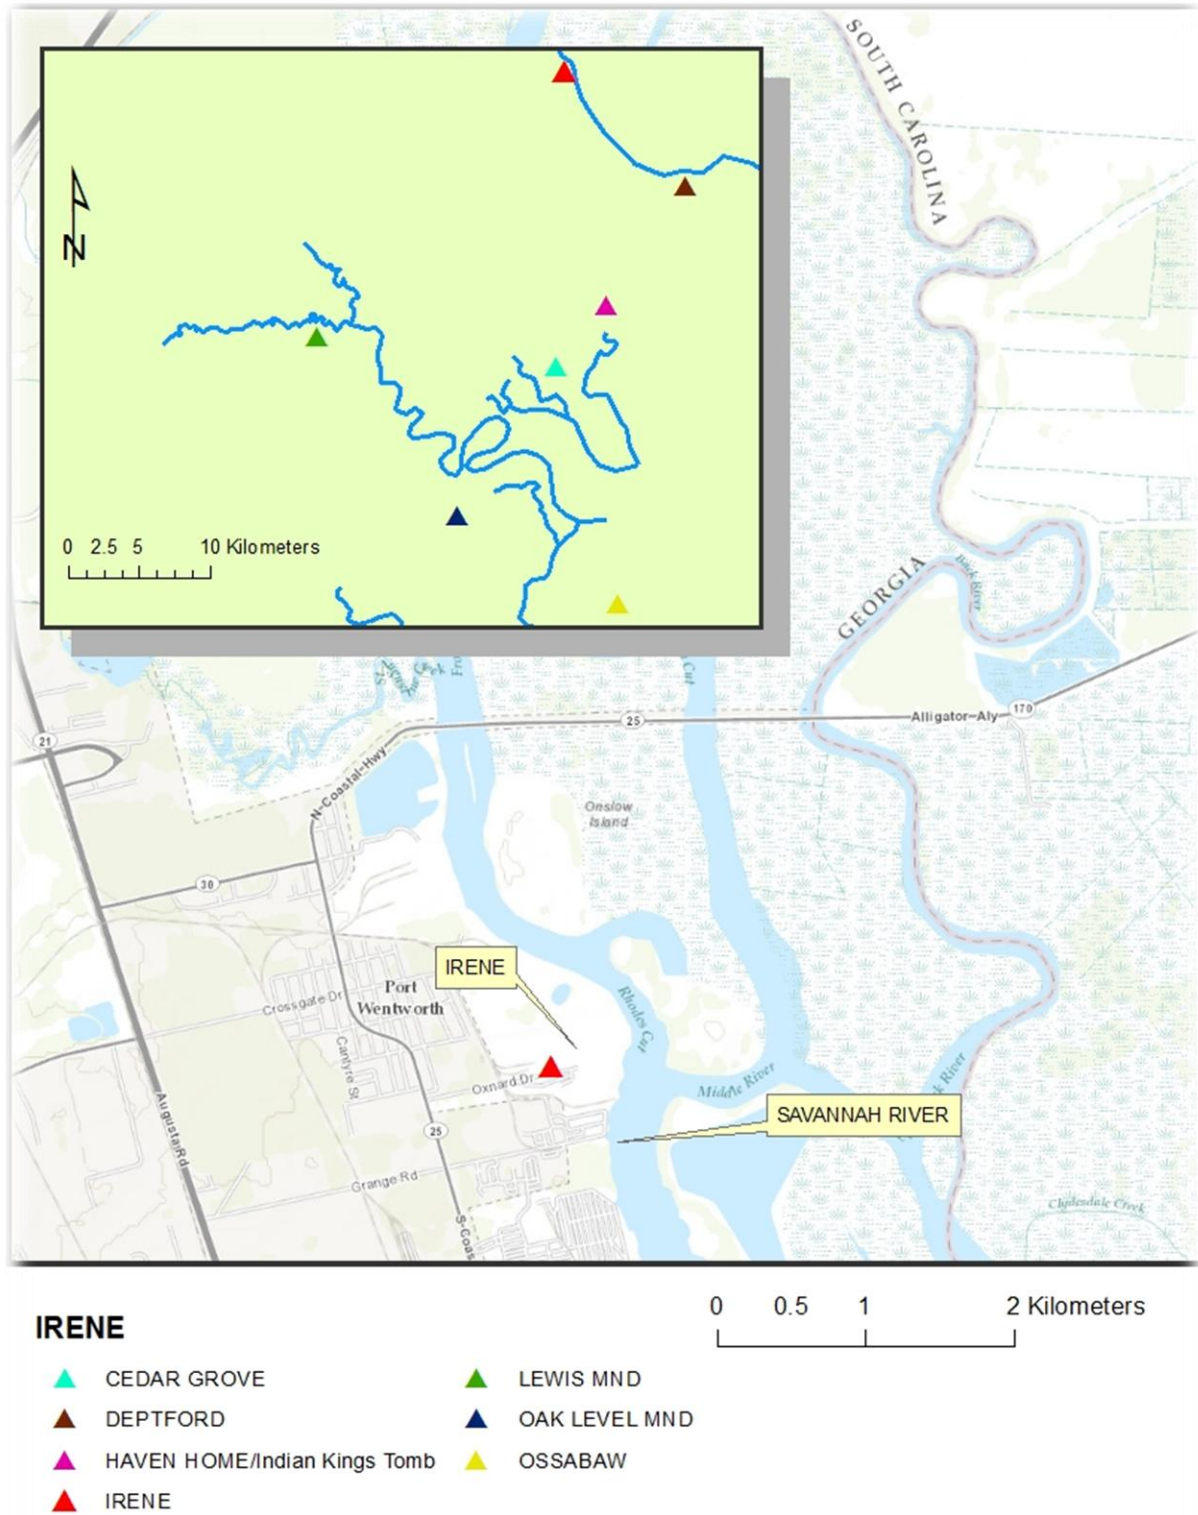 SOUTH CAROLINA
N
0 2.5 5 10 Kilometers
GEORGIA
Back River
Cut
21
25
Alligator-Aly
170
N-Coastal-Hwy
Onslow
Island
30
IRENE
Port
Wentworth
Crossgate Dr
Rhodes Cut
Cantyre St
Oxnard Dr
Middle River
k River
SAVANNAH RIVER
Augusta Rd
25
Grange Rd
S-Coas
Clydesdale Creek
0 0.5 1 2 Kilometers
IRENE
CEDAR GROVE
LEWIS MND
DEPTFORD
OAK LEVEL MND
HAVEN HOME/Indian Kings Tomb
OSSABAW
IRENE